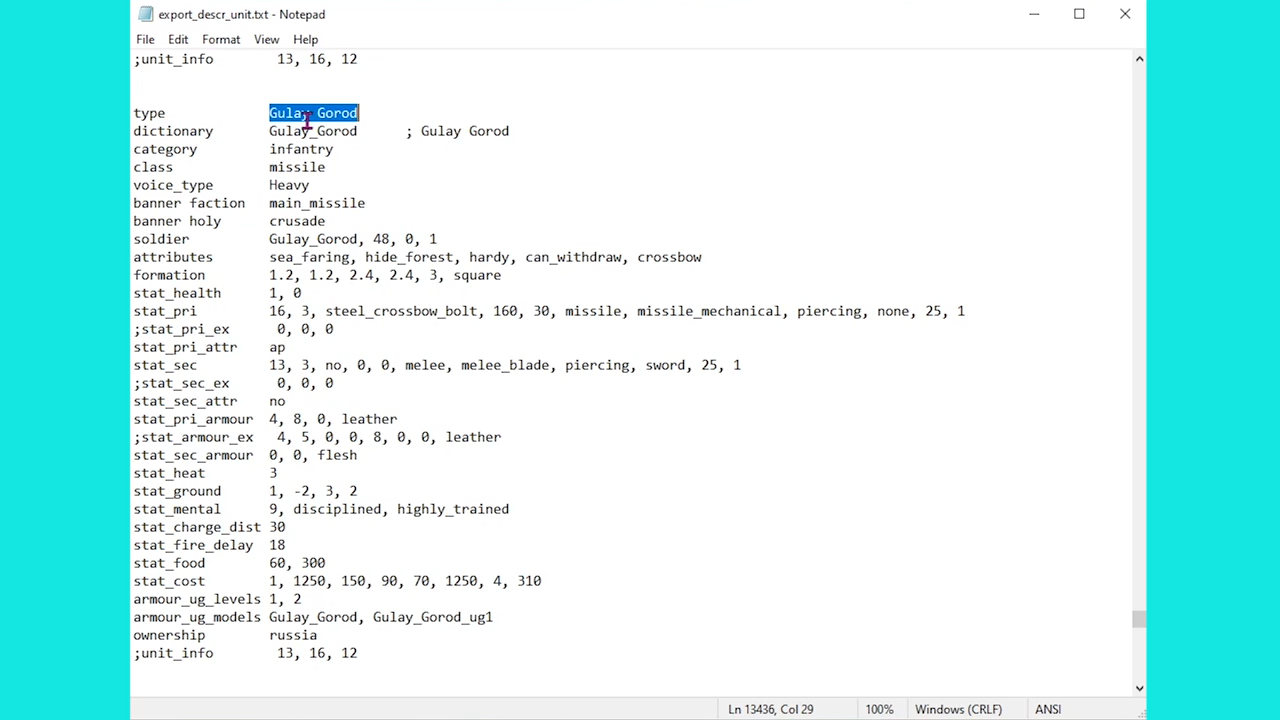 export_descr_unit.txt - Notepad
File Edit Format View Help
;unit_info 13, 16, 12
type Gulay Gorod
dictionary Gulay_Gorod ; Gulay Gorod
category infantry
class missile
voice_type Heavy
banner faction main_missile
banner holy crusade
soldier Gulay_Gorod, 48, 0, 1
attributes sea_faring, hide_forest, hardy, can_withdraw, crossbow
formation 1.2, 1.2, 2.4, 2.4, 3, square
stat_health 1, 0
stat_pri 16, 3, steel_crossbow_bolt, 160, 30, missile, missile_mechanical, piercing, none, 25, 1
;stat_pri_ex 0, 0, 0
stat_pri_attr ap
stat_sec 13, 3, no, 0, 0, melee, melee_blade, piercing, sword, 25, 1
;stat_sec_ex 0, 0, 0
stat_sec_attr no
stat_pri_armour 4, 8, 0, leather
;stat_armour_ex 4, 5, 0, 0, 8, 0, 0, leather
stat_sec_armour 0, 0, flesh
stat_heat 3
stat_ground 1, -2, 3, 2
stat_mental 9, disciplined, highly_trained
stat_charge_dist 30
stat_fire_delay 18
stat_food 60, 300
stat_cost 1, 1250, 150, 90, 70, 1250, 4, 310
armour_ug_levels 1, 2
armour_ug_models Gulay_Gorod, Gulay_Gorod_ug1
ownership russia
;unit_info 13, 16, 12
Ln 13436, Col 29 100% Windows (CRLF) ANSI